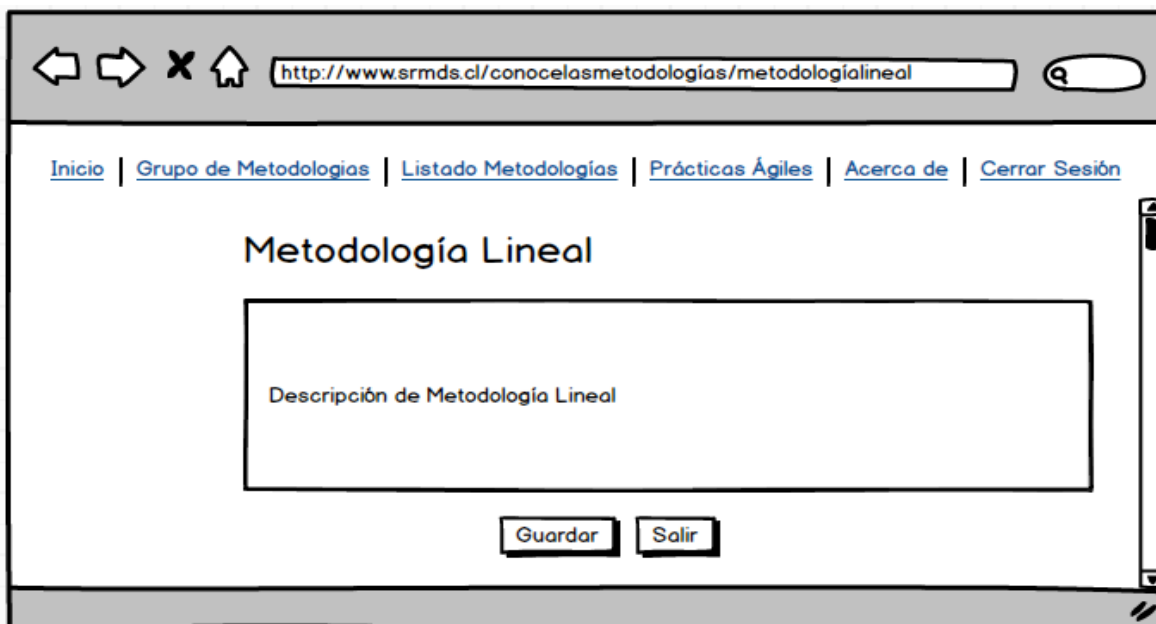 http://www.srmds.cl/conocelasmetodologías/metodologíalineal
Inicio | Grupo de Metodologias | Listado Metodologías | Prácticas Ágiles | Acerca de | Cerrar Sesión
Metodología Lineal
Descripción de Metodología Lineal
Guardar Salir